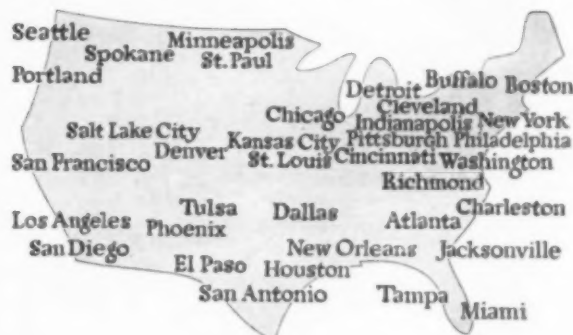 Seattle
Spokane
Minneapolis
St. Paul
Portland
Detroit
Buffalo
Boston
Chicago
Cleveland
Indianapolis
New York
Salt Lake City
Kansas City
Pittsburgh
Philadelphia
San Francisco
Denver
St. Louis
Cincinnati
Washington
Richmond
Los Angeles
Tulsa
Dallas
Atlanta
Charleston
Phoenix
San Diego
New Orleans
Jacksonville
El Paso
Houston
San Antonio
Tampa
Miami